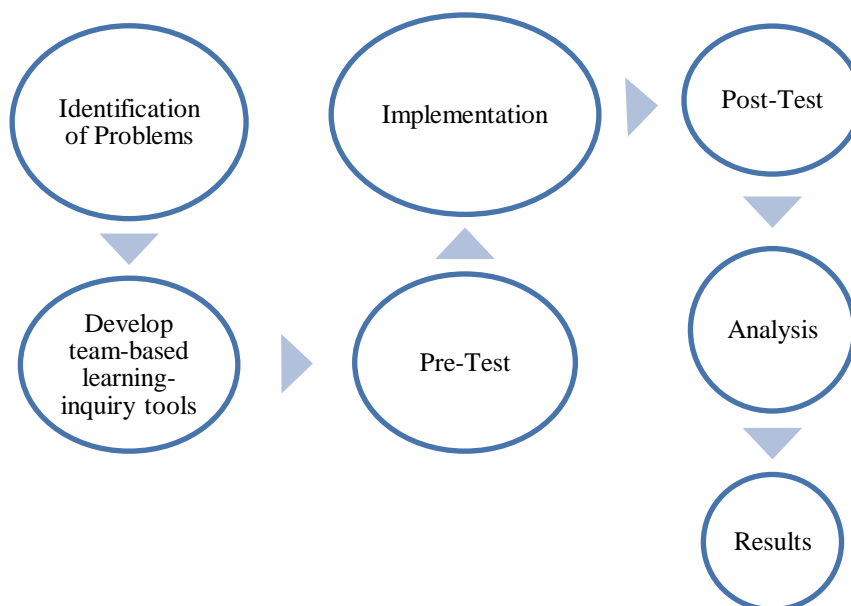 Identification
of Problems
Develop
team-based
learning-
inquiry tools
Pre-Test
Implementation
Post-Test
Analysis
Results